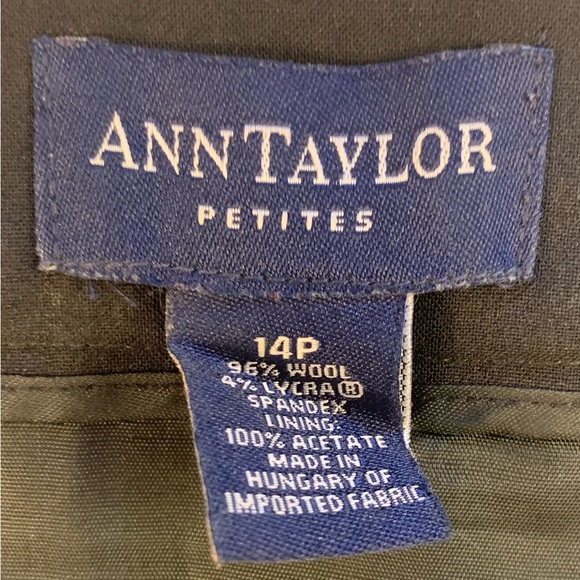 ANNTAYLOR
PETITES
14P
96% WOOL
4% LYCRA®
SPANDEX
LINING:
100% ACETATE
MADE IN
HUNGARY OF
IMPORTED FABRIC